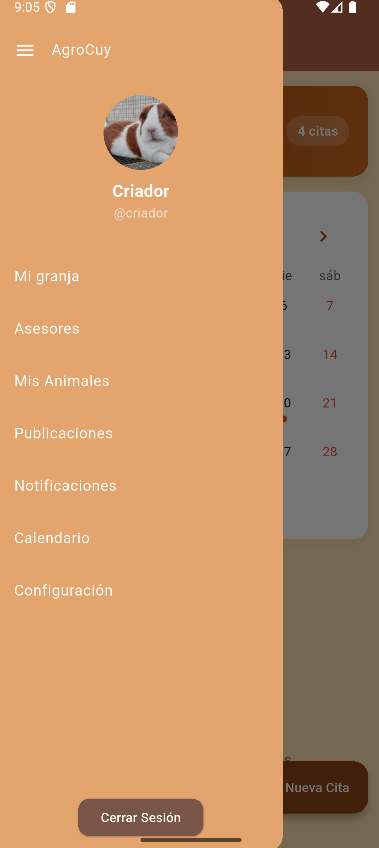 9:05
AgroCuy
4 citas
Criador
@criador
ie sáb
Mi granja
6 7
Asesores
3 14
Mis Animales
0 21
Publicaciones
7 28
Notificaciones
Calendario
Configuración
s
Nueva Cita
Cerrar Sesión